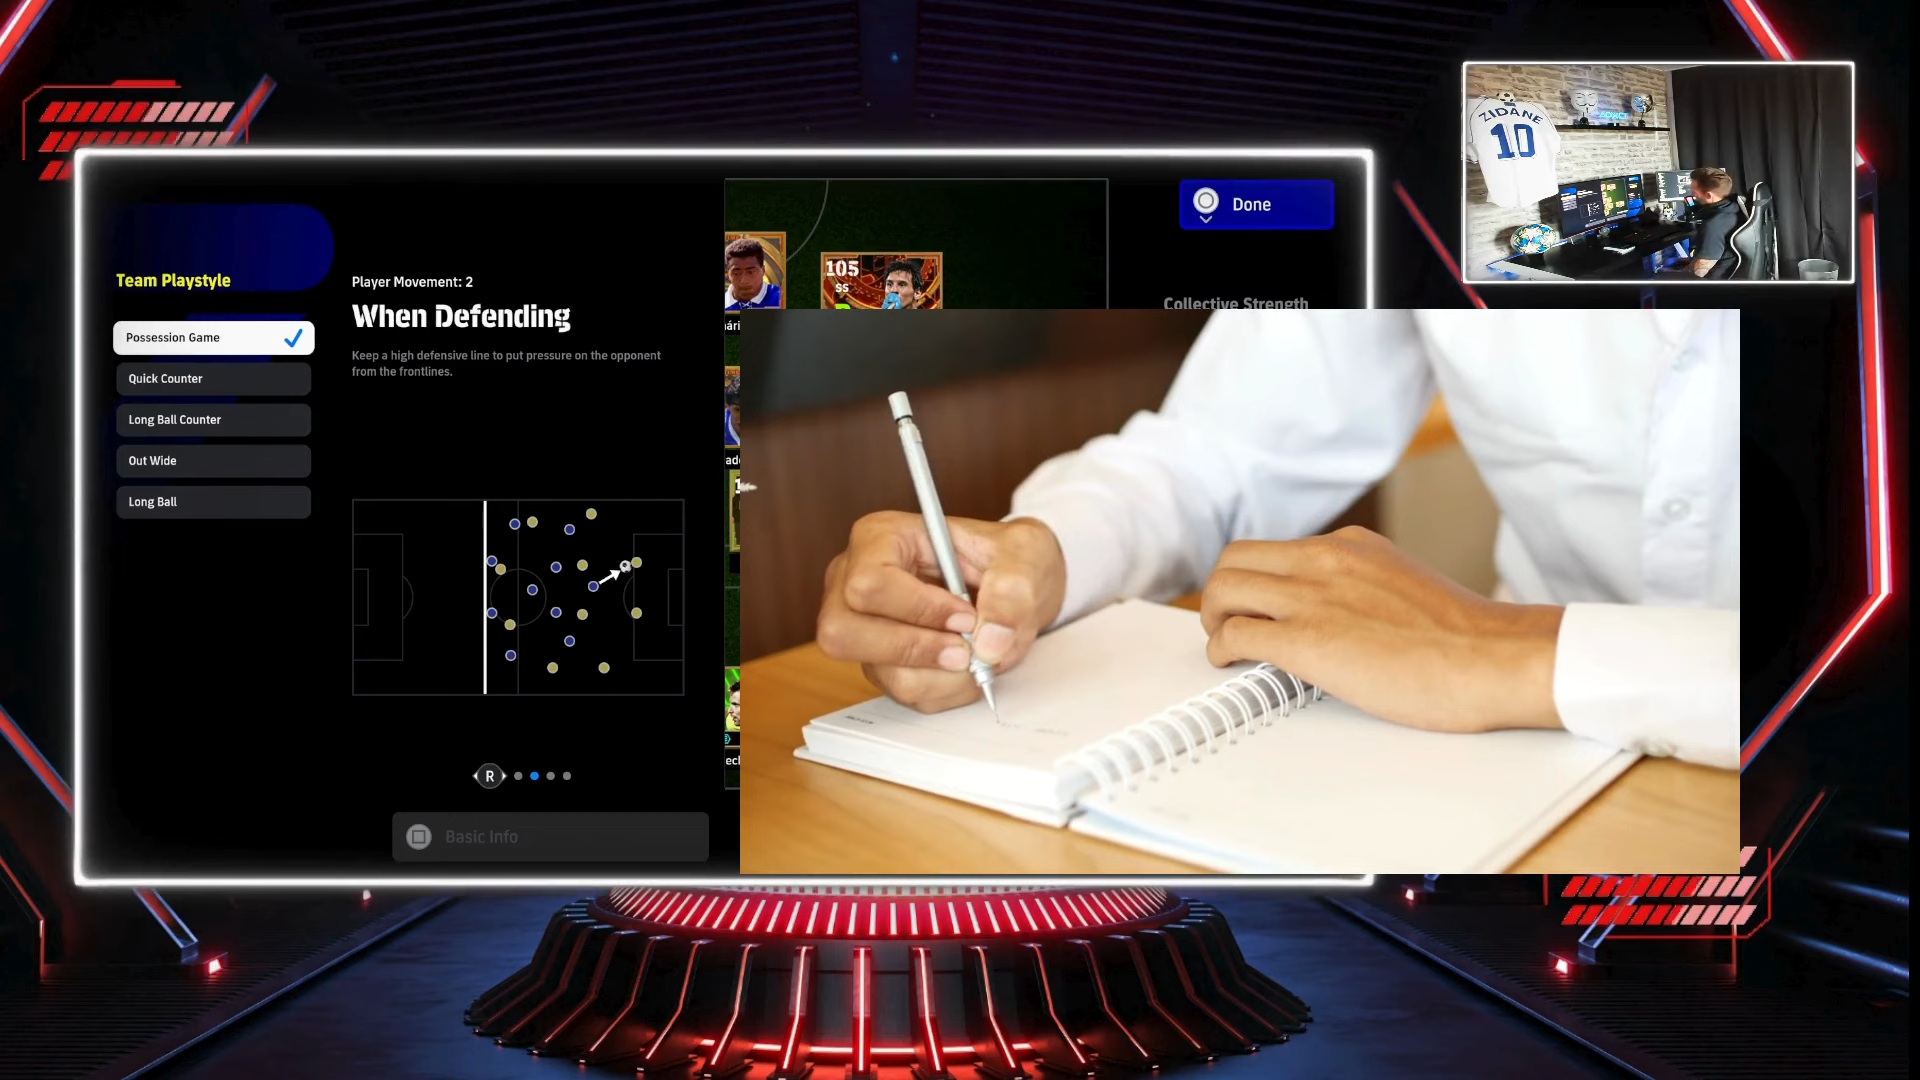 ZIDANE
10
Done
Team Playstyle
Possession Game
Quick Counter
Long Ball Counter
Out Wide
Long Ball
Player Movement: 2
When Defending
Keep a high defensive line to put pressure on the opponent
from the frontlines.
R
Basic Info
105
SS
Collective Strength